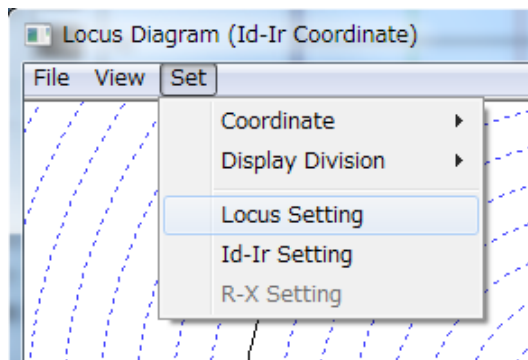 Locus Diagram (Id-Ir Coordinate)
File View Set
Coordinate
Display Division
Locus Setting
Id-Ir Setting
R-X Setting